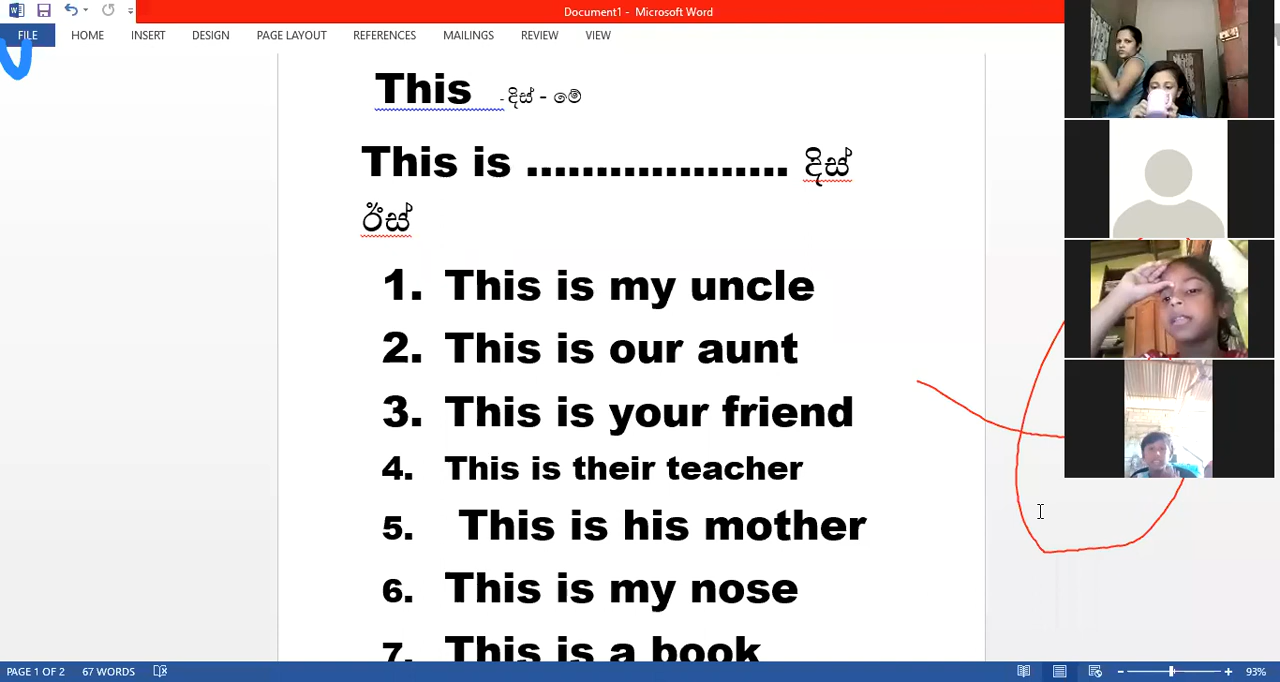 Document1 - Microsoft Word
FILE HOME INSERT DESIGN PAGE LAYOUT REFERENCES MAILINGS REVIEW VIEW
This - දිස් - මේ
This is .................. දිස්
ඊස්
1. This is my uncle
2. This is our aunt
3. This is your friend
4. This is their teacher
5. This is his mother
6. This is my nose
7. This is a book
PAGE 1 OF 2 67 WORDS 93%